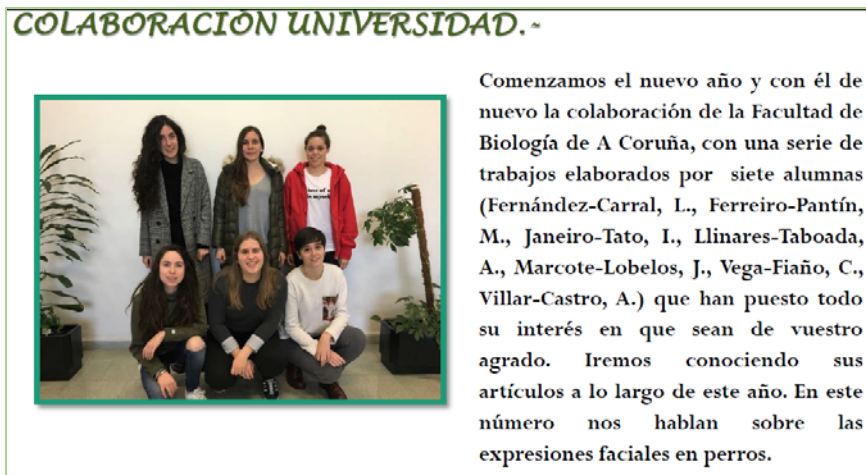 COLABORACIÓN UNIVERSIDAD.~
Comenzamos el nuevo año y con él de
nuevo la colaboración de la Facultad de
Biología de A Coruña, con una serie de
trabajos elaborados por siete alumnas
(Fernández-Carral, L., Ferreiro-Pantín,
M., Janeiro-Tato, I., Llinares-Taboada,
A., Marcote-Lobelos, J., Vega-Fiaño, C.,
Villar-Castro, A.) que han puesto todo
su interés en que sean de vuestro
agrado. Iremos conociendo sus
artículos a lo largo de este año. En este
número nos hablan sobre las
expresiones faciales en perros.